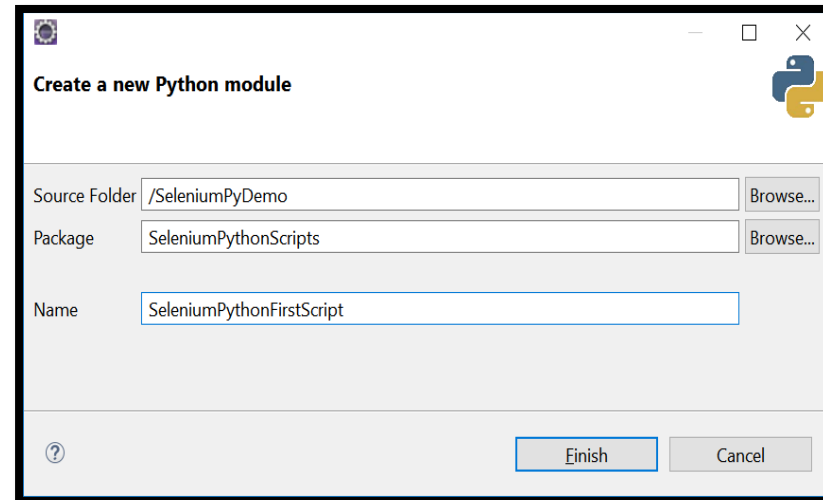 Create a new Python module
Source Folder /SeleniumPyDemo Browse...
Package SeleniumPythonScripts Browse...
Name SeleniumPythonFirstScript
? Finish Cancel